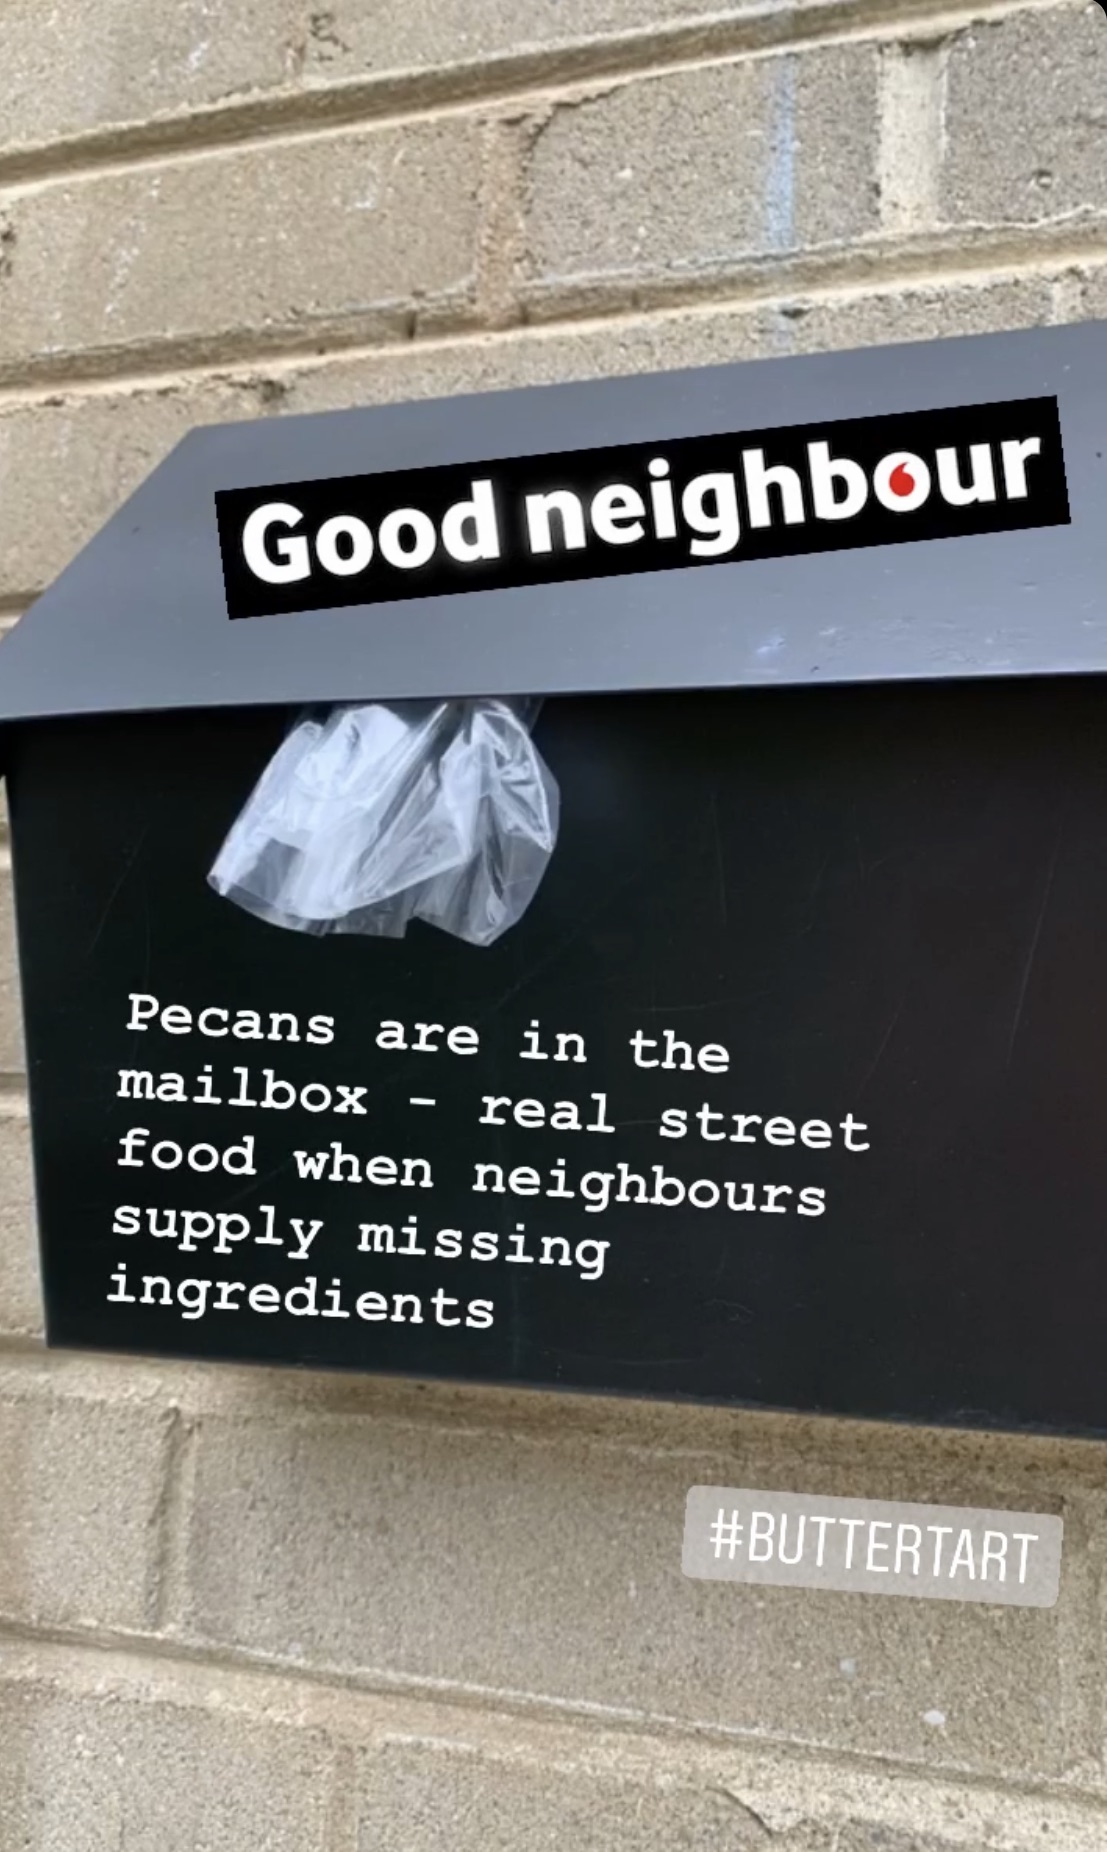 Good neighbour
Pecans are in the
mailbox - real street
food when neighbours
supply missing
ingredients
#BUTTERTART